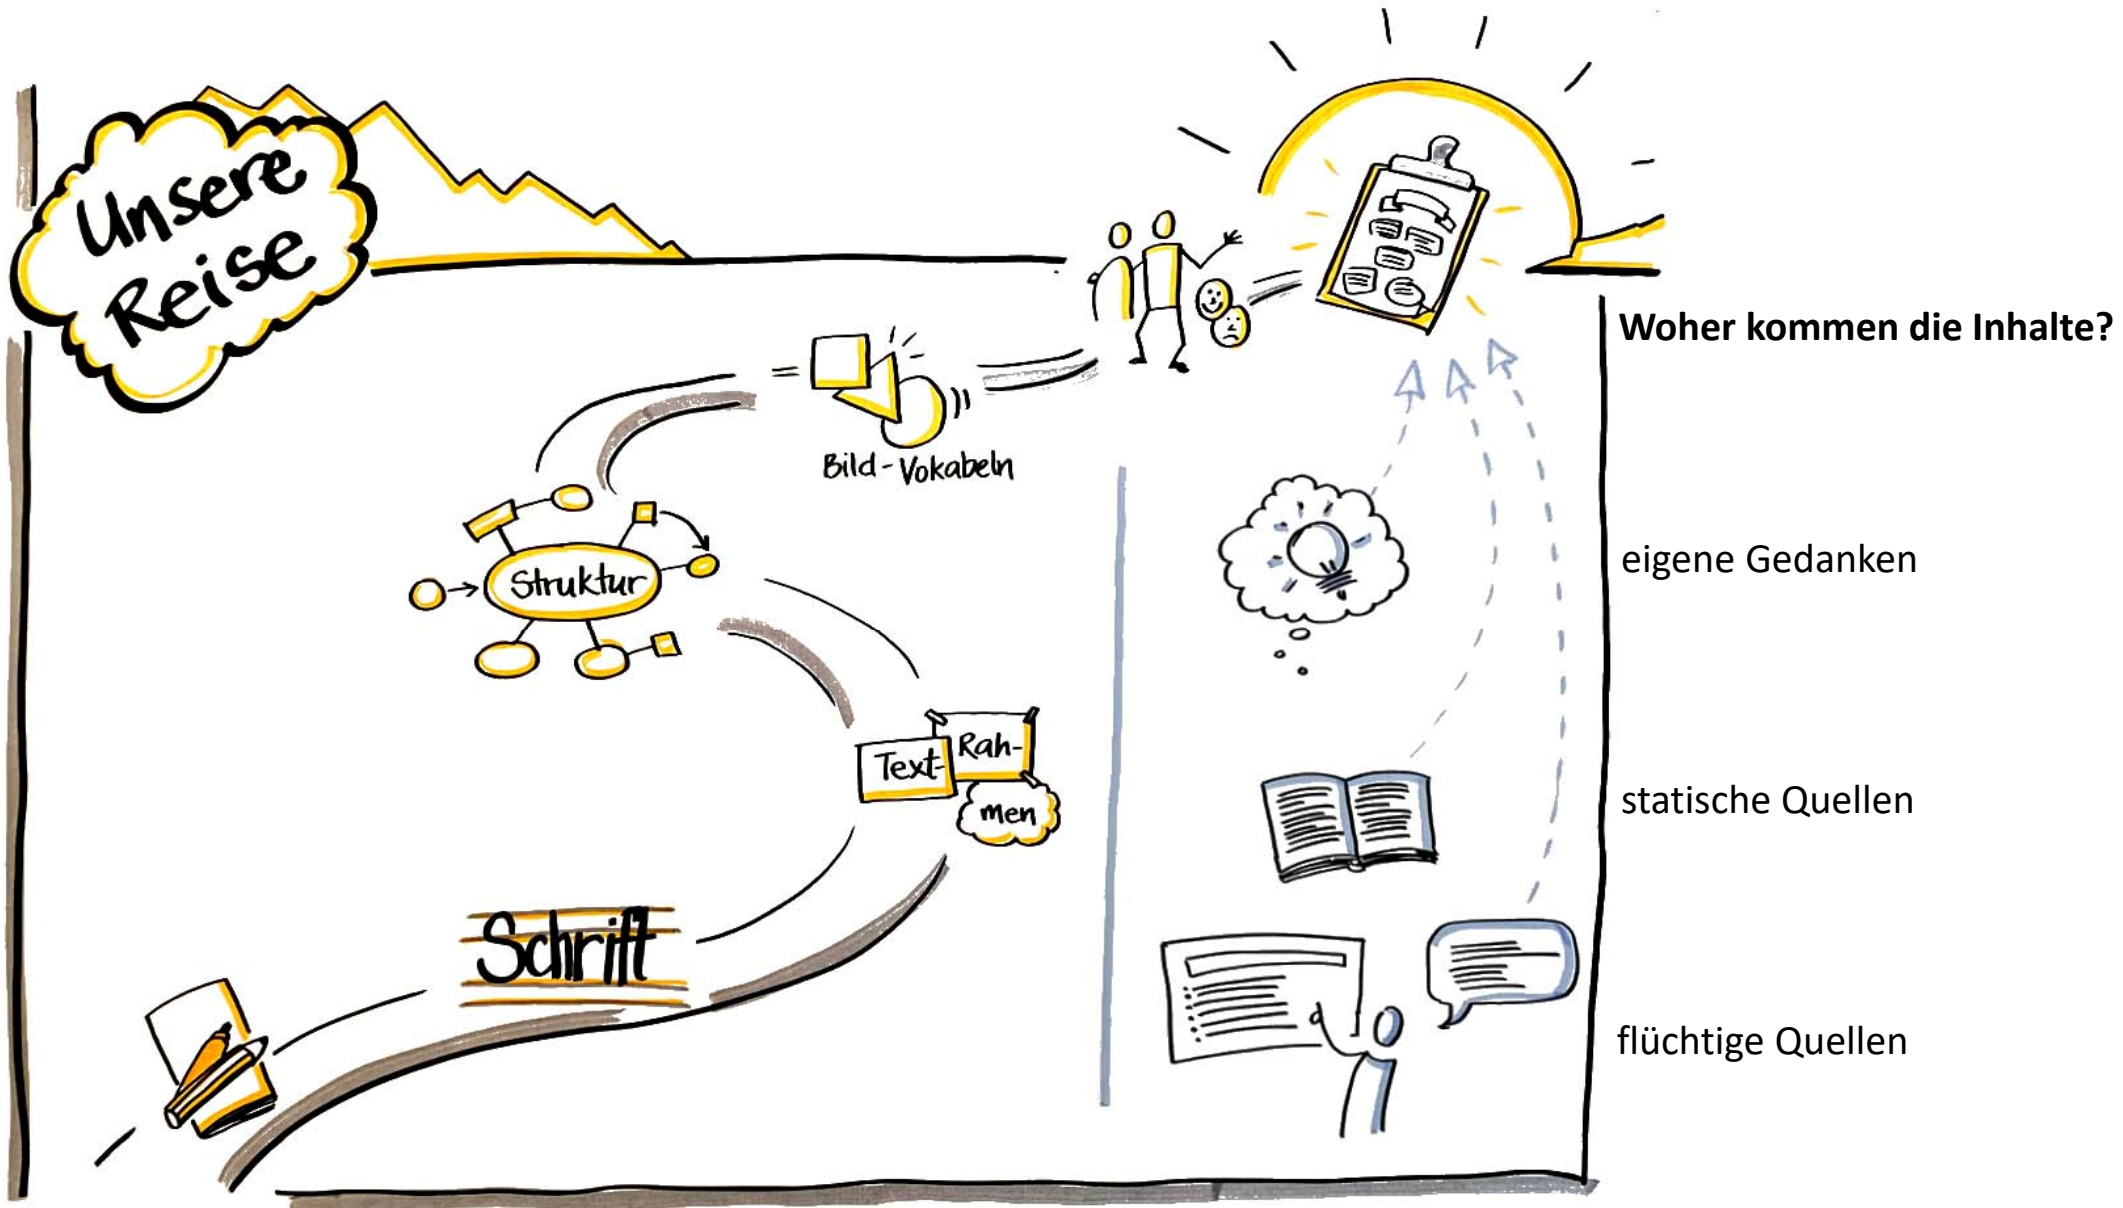 Unsere
Reise
Woher kommen die Inhalte?
Bild-Vokabeln
Struktur
eigene Gedanken
Text-
Rah-
men
statische Quellen
Schrift
flüchtige Quellen